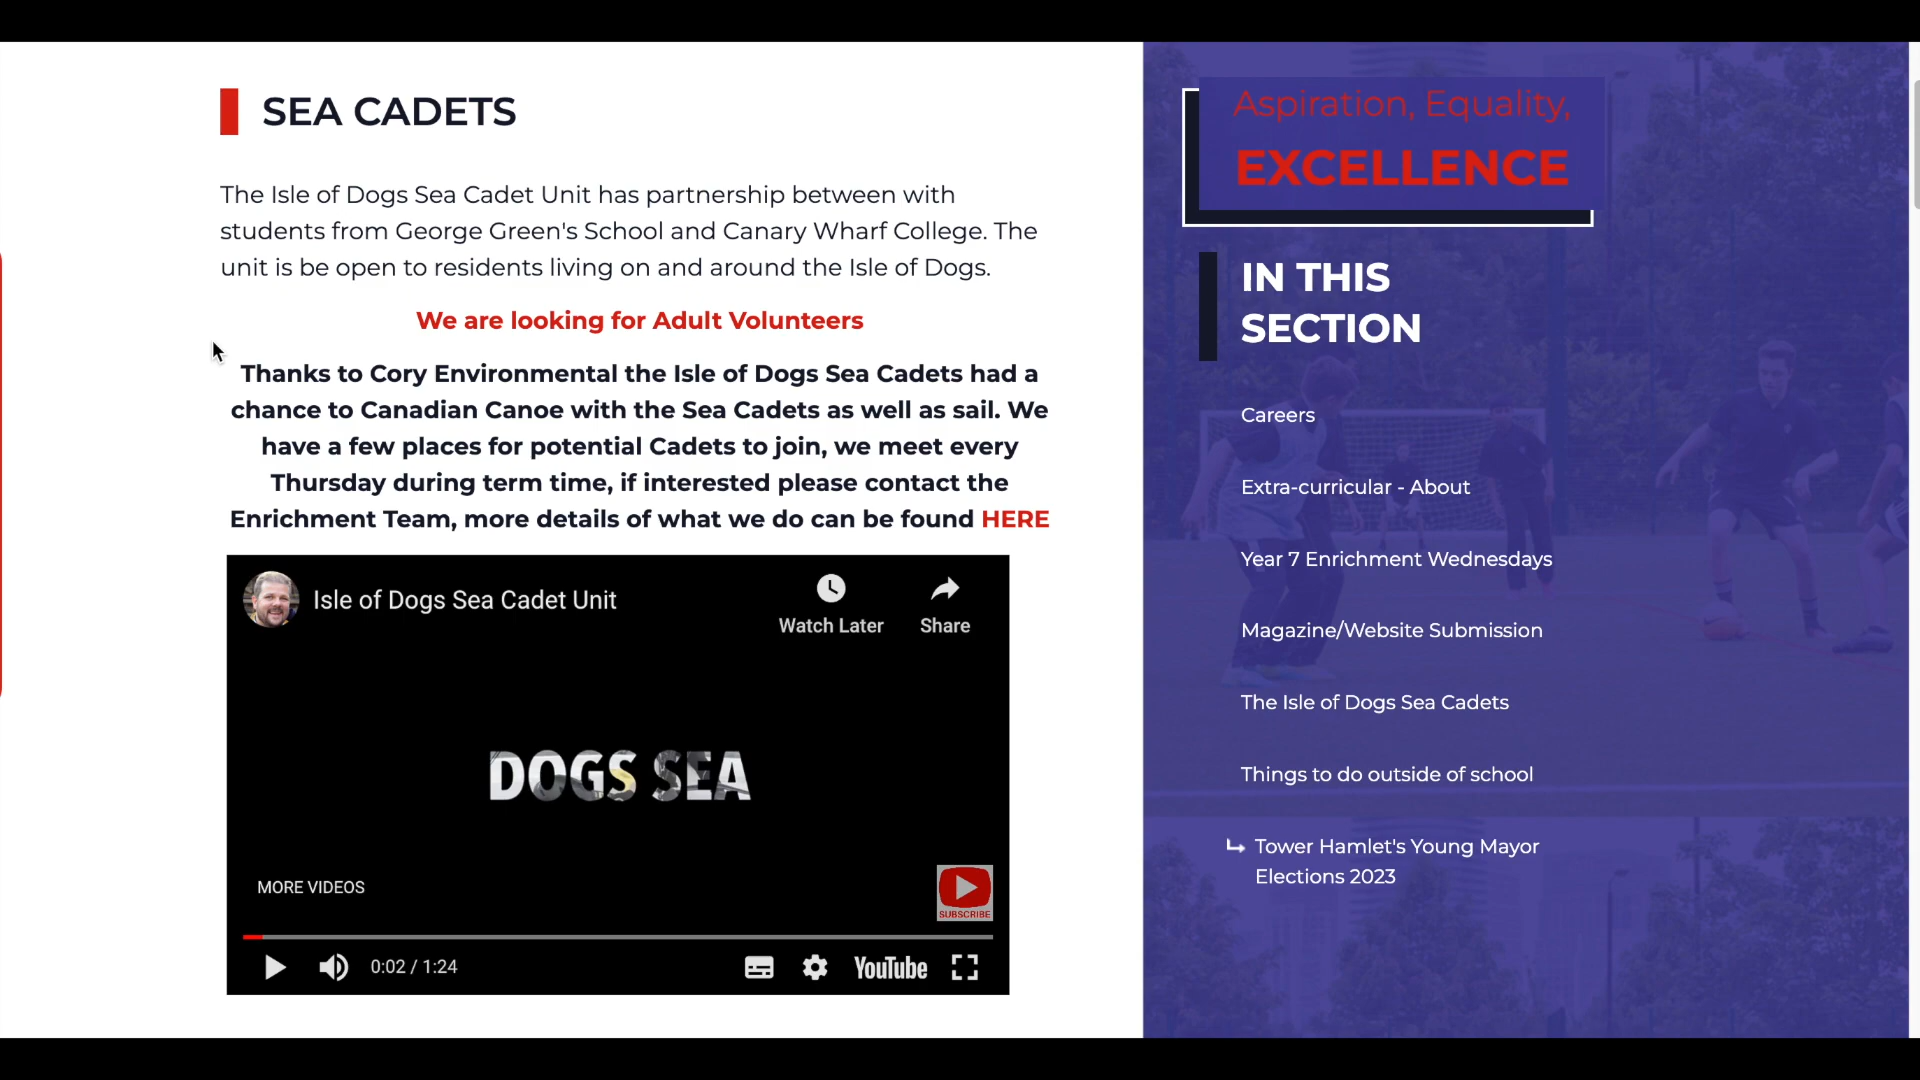 SEA CADETS
The Isle of Dogs Sea Cadet Unit has partnership between with
students from George Green's School and Canary Wharf College. The
unit is be open to residents living on and around the Isle of Dogs.
We are looking for Adult Volunteers
Thanks to Cory Environmental the Isle of Dogs Sea Cadets had a
chance to Canadian Canoe with the Sea Cadets as well as sail. We
have a few places for potential Cadets to join, we meet every
Thursday during term time, if interested please contact the
Enrichment Team, more details of what we do can be found HERE
Isle of Dogs Sea Cadet Unit
Watch Later
Share
DOGS SEA
MORE VIDEOS
SUBSCRIBE
0:02 / 1:24
YouTube
Aspiration, Equality,
EXCELLENCE
IN THIS
SECTION
Careers
Extra-curricular - About
Year 7 Enrichment Wednesdays
Magazine/Website Submission
The Isle of Dogs Sea Cadets
Things to do outside of school
Tower Hamlet's Young Mayor
Elections 2023